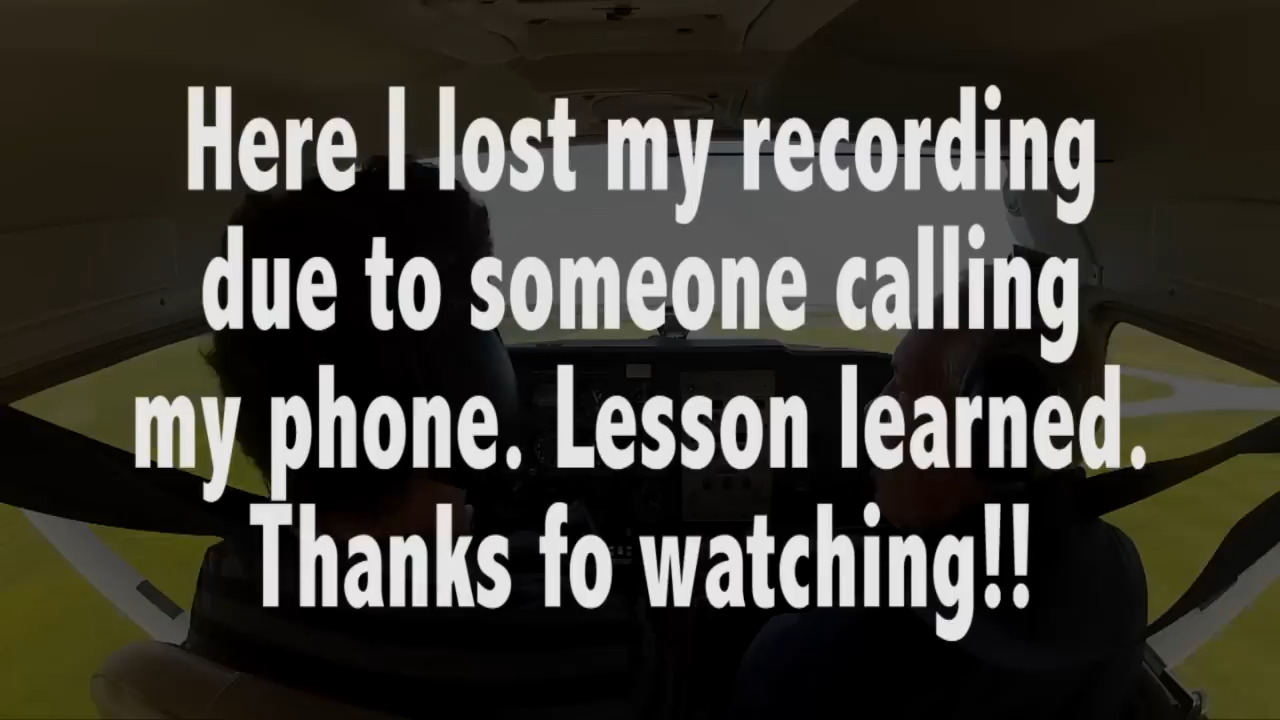 Here I lost my recording
due to someone calling
my phone. Lesson learned.
Thanks fo watching!!